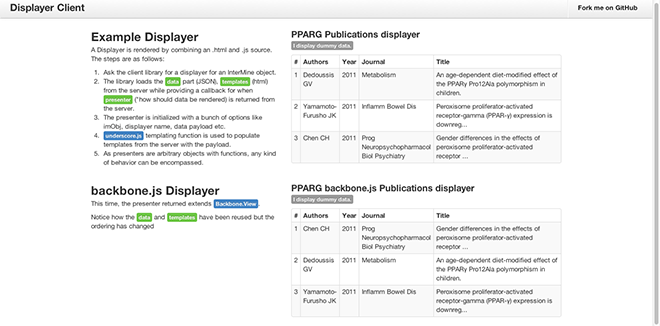 Displayer Client
Fork me on GitHub
Example Displayer
A Displayer is rendered by combining an .html and .js source.
The steps are as follows:
1. Ask the client library for a displayer for an InterMine object.
2. The library loads the data part (JSON), templates (html)
from the server while providing a callback for when
presenter ("how should data be rendered) is returned from
the server.
3. The presenter is initialized with a bunch of options like
imObj, displayer name, data payload etc.
4. underscore.js templating function is used to populate
templates from the server with the payload.
5. As presenters are arbitrary objects with functions, any kind
of behavior can be encompassed.
PPARG Publications displayer
I display dummy data.
# Authors Year Journal Title
1 Dedoussis GV 2011 Metabolism An age-dependent diet-modified effect of
the PPARγ Pro12Ala polymorphism in
children.
2 Yamamoto-Furusho JK 2011 Inflamm Bowel Dis Peroxisome proliferator-activated
receptor-gamma (PPAR-γ) expression is
downreg...
3 Chen CH 2011 Prog Neuropsychopharmacol Biol Psychiatry Gender differences in the effects of
peroxisome proliferator-activated
receptor ...
backbone.js Displayer
This time, the presenter returned extends Backbone.View.
Notice how the data and templates have been reused but the
ordering has changed
PPARG backbone.js Publications displayer
I display dummy data.
# Authors Year Journal Title
1 Chen CH 2011 Prog Neuropsychopharmacol Biol Psychiatry Gender differences in the effects of
peroxisome proliferator-activated
receptor ...
2 Dedoussis GV 2011 Metabolism An age-dependent diet-modified effect of
the PPARγ Pro12Ala polymorphism in
children.
3 Yamamoto-Furusho JK 2011 Inflamm Bowel Dis Peroxisome proliferator-activated
receptor-gamma (PPAR-γ) expression is
downreg...